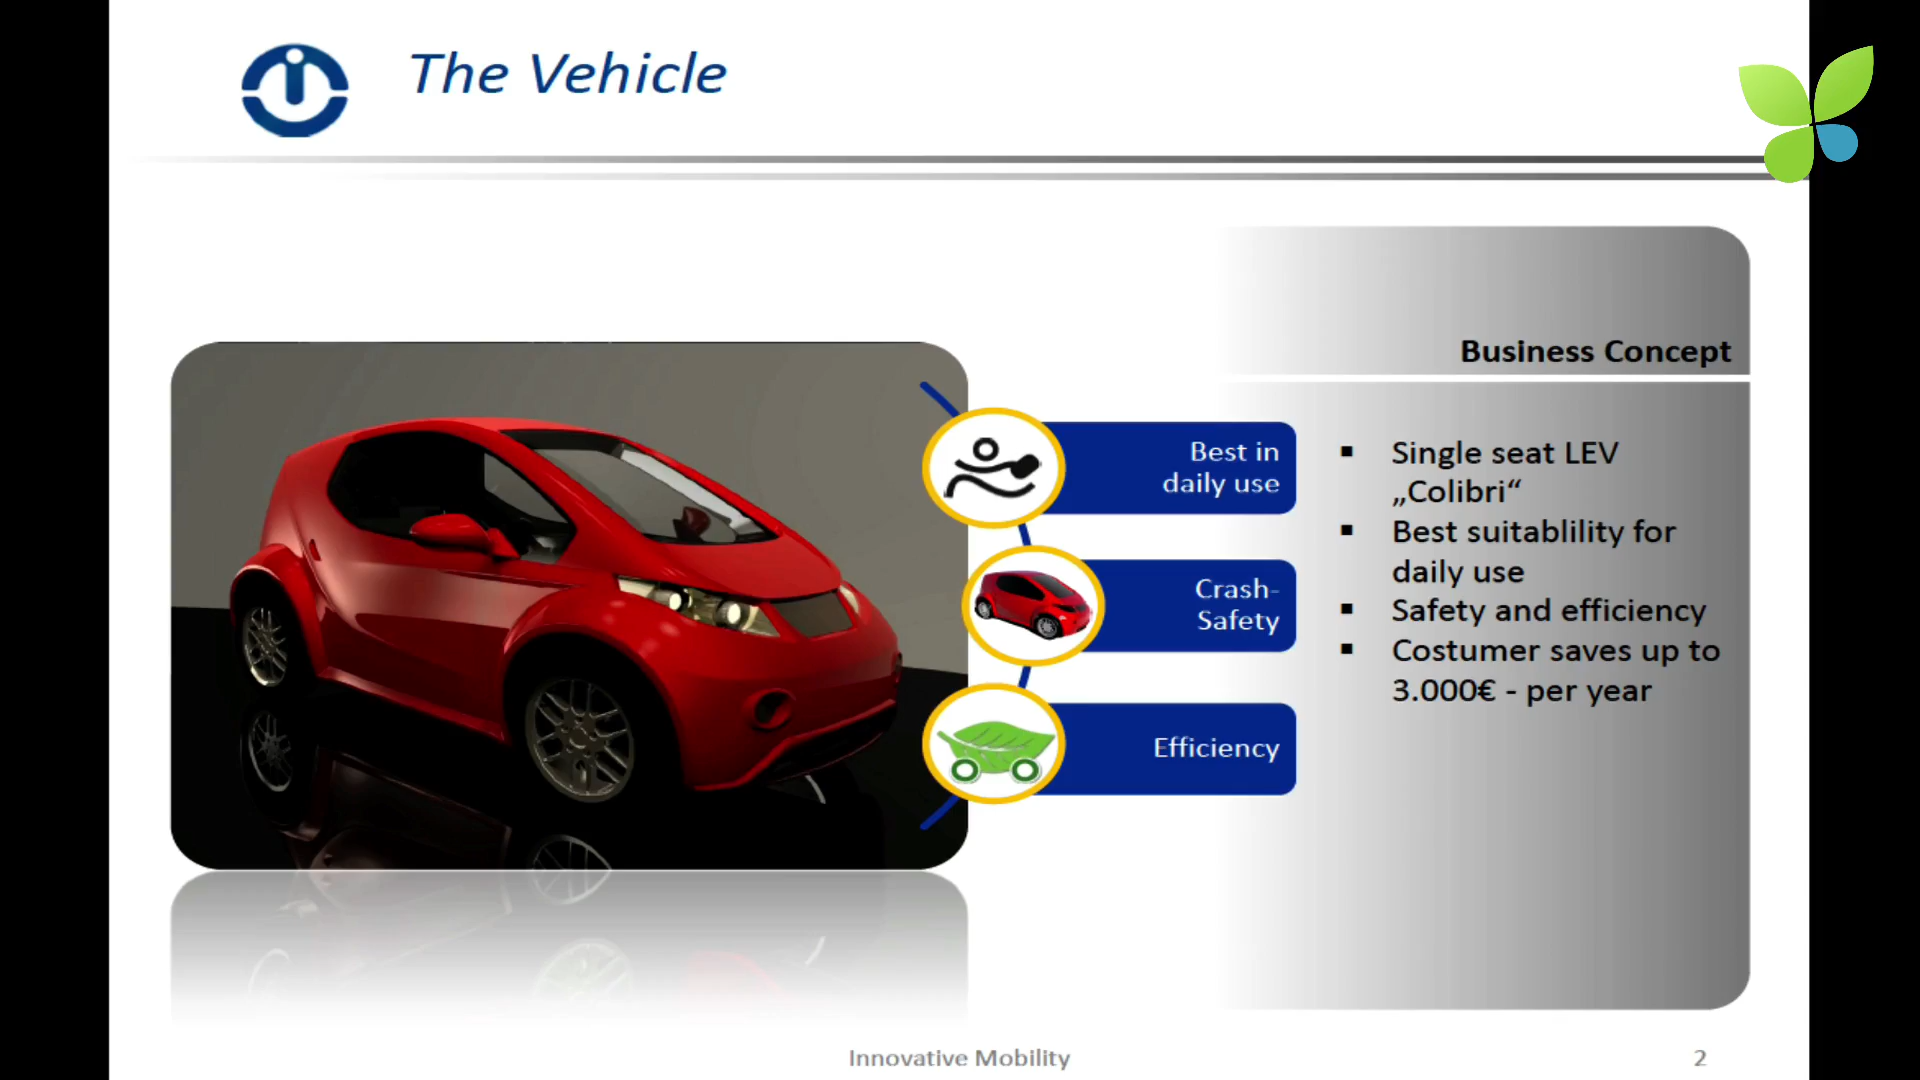 The Vehicle
Business Concept
Best in
daily use
Crash-
Safety
Efficiency
▪ Single seat LEV
„Colibri“
▪ Best suitablility for
daily use
▪ Safety and efficiency
▪ Costumer saves up to
3.000€ - per year
Innovative Mobility
2